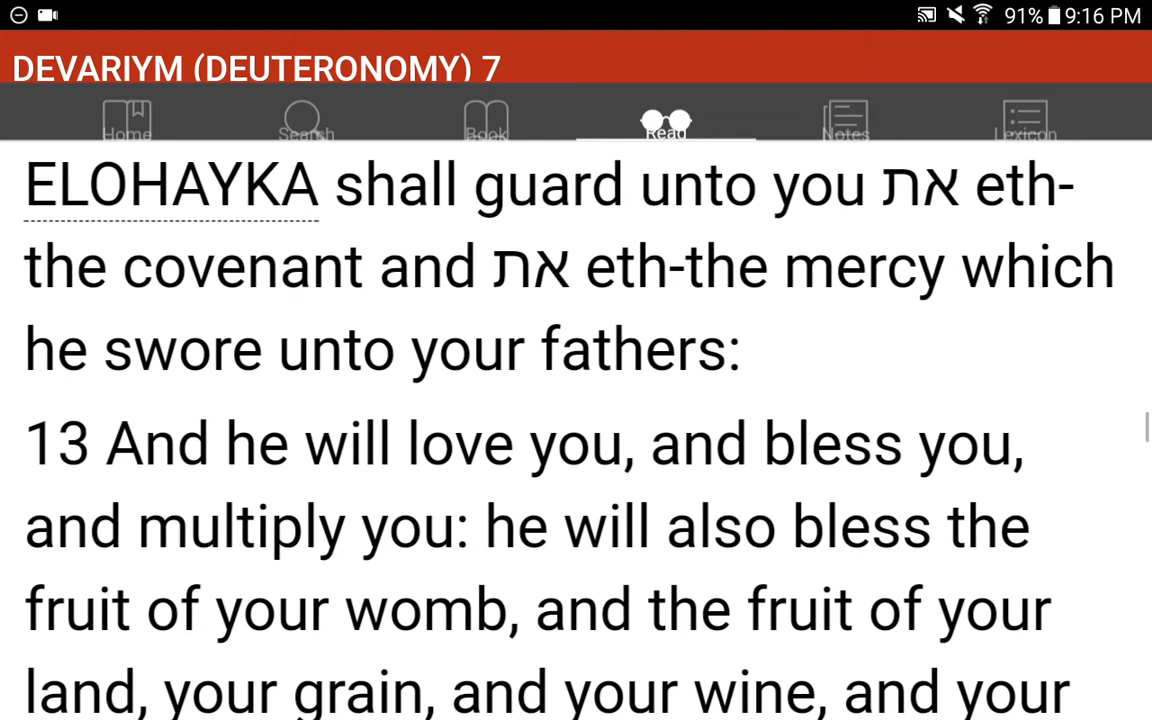 91% 9:16 PM
DEVARIYM (DEUTERONOMY) 7
Home Search Book Read Notes Lexicon
ELOHAYKA shall guard unto you את eth-
the covenant and את eth-the mercy which
he swore unto your fathers:
13 And he will love you, and bless you,
and multiply you: he will also bless the
fruit of your womb, and the fruit of your
land, your grain, and your wine, and your